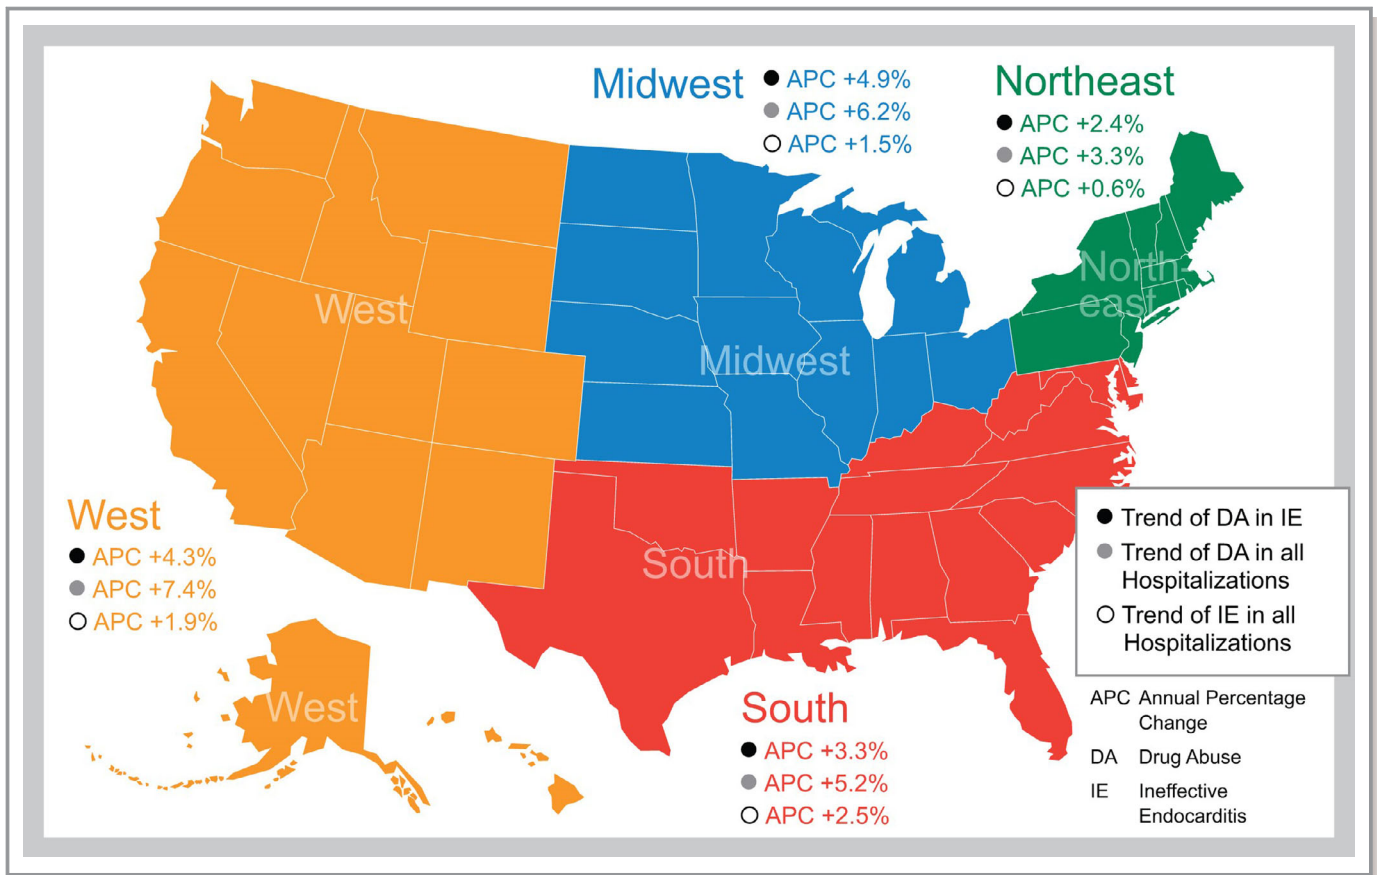 Midwest
APC +4.9%
APC +6.2%
APC +1.5%
Northeast
APC +2.4%
APC +3.3%
APC +0.6%
North-
east
West
Midwest
West
APC +4.3%
APC +7.4%
APC +1.9%
South
West
South
APC +3.3%
APC +5.2%
APC +2.5%
Trend of DA in IE
Trend of DA in all
Hospitalizations
Trend of IE in all
Hospitalizations
APC Annual Percentage
Change
DA Drug Abuse
IE Ineffective
Endocarditis